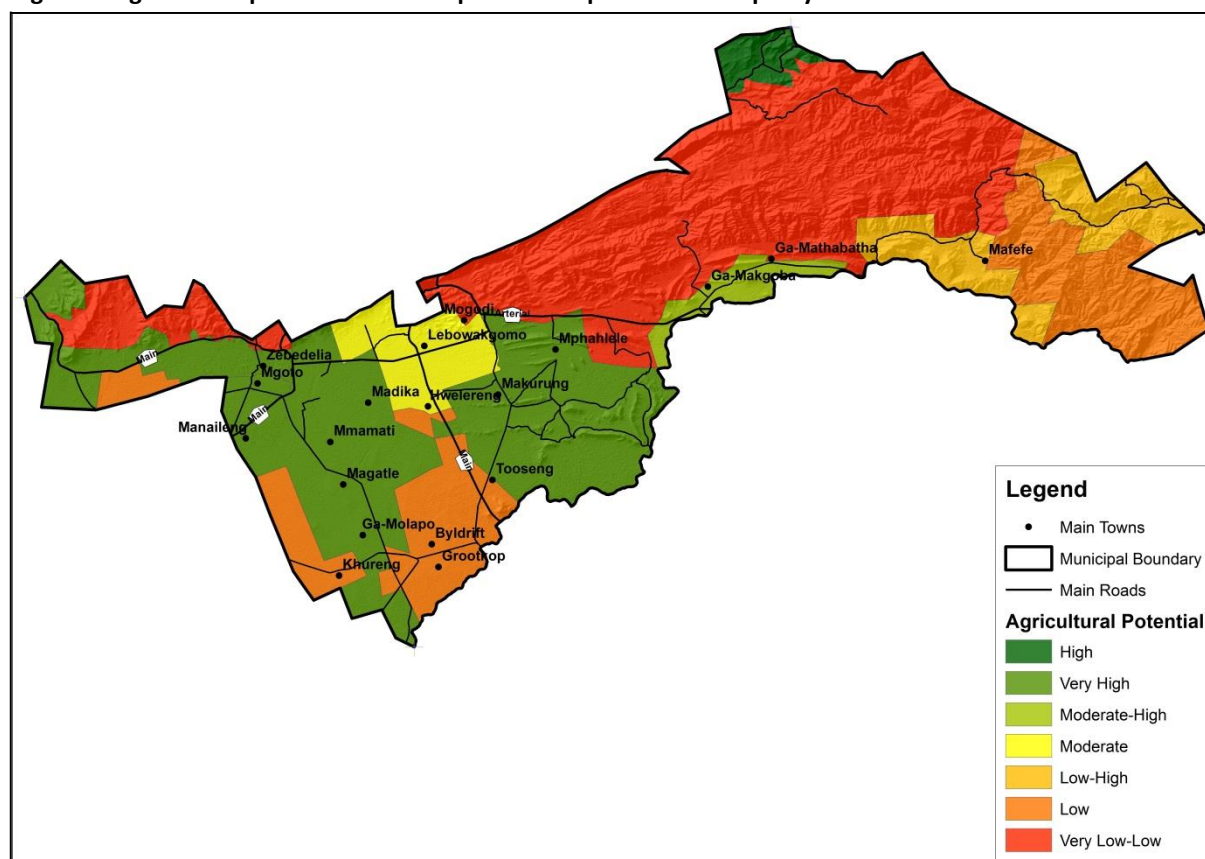 Ga-Mathabatha
Mafefe
Ga-Makgoba
Mogodi
Arterial
Lebowakgomo
Mphahlele
Main
Zebedelia
Mgoto
Makurung
Madika
Hwelereng
Main
Manaileng
Mmamati
Main
Tooseng
Magatle
Ga-Molapo
Byldrift
Grootkop
Khureng
Legend
Main Towns
Municipal Boundary
Main Roads
Agricultural Potential
High
Very High
Moderate-High
Moderate
Low-High
Low
Very Low-Low